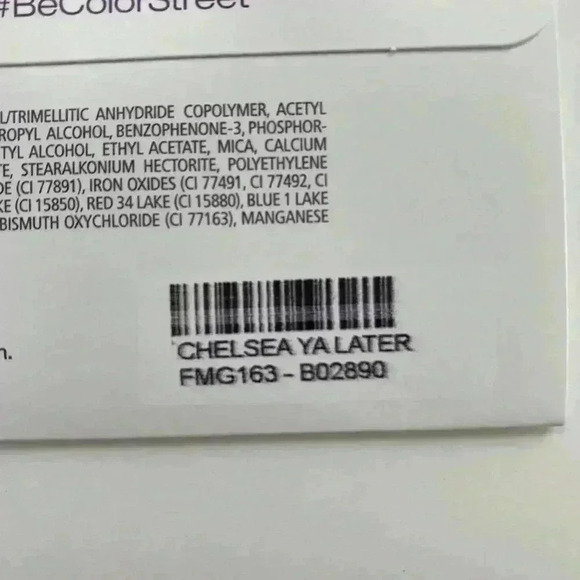 #BeColorStreet
L/TRIMELLITIC ANHYDRIDE COPOLYMER, ACETYL
ROPYL ALCOHOL, BENZOPHENONE-3, PHOSPHOR-
TYL ALCOHOL, ETHYL ACETATE, MICA, CALCIUM
E, STEARALKONIUM HECTORITE, POLYETHYLENE
DE (CI 77891), IRON OXIDES (CI 77491, CI 77492, CI
KE (CI 15850), RED 34 LAKE (CI 15880), BLUE 1 LAKE
BISMUTH OXYCHLORIDE (CI 77163), MANGANESE
n.
CHELSEA YA LATER
FMG163 - B02890